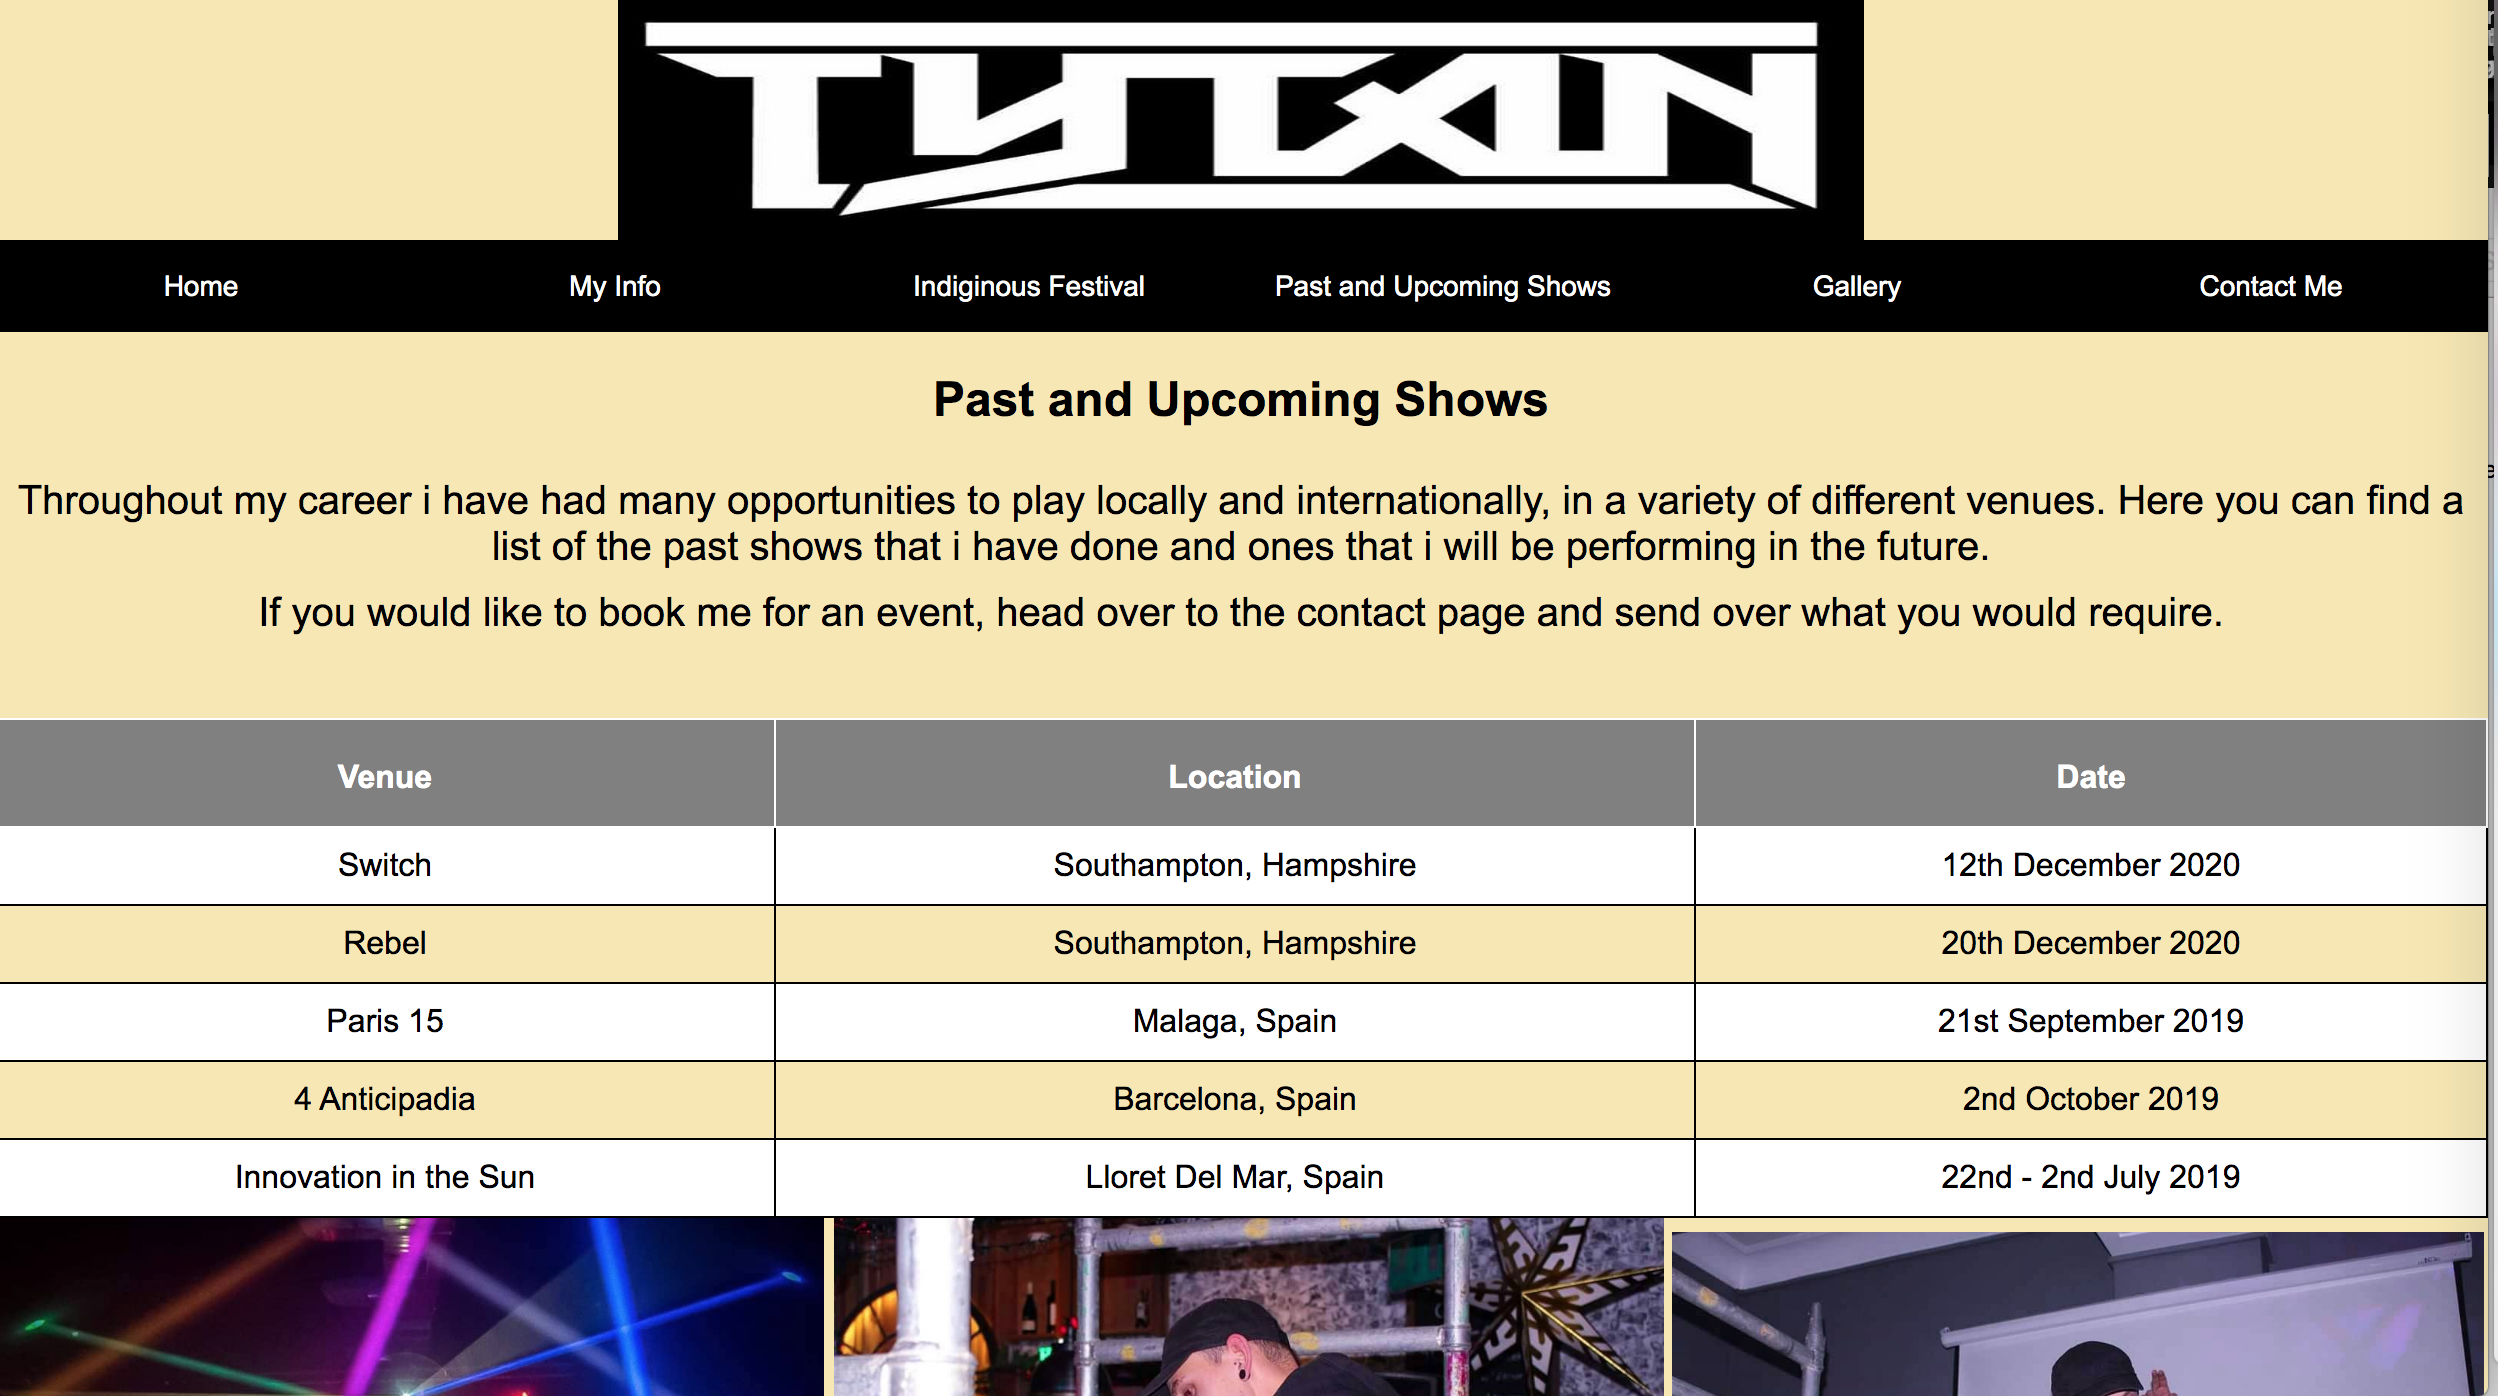 TYTAN
Home My Info Indiginous Festival Past and Upcoming Shows Gallery Contact Me
Past and Upcoming Shows
Throughout my career i have had many opportunities to play locally and internationally, in a variety of different venues. Here you can find a
list of the past shows that i have done and ones that i will be performing in the future.
If you would like to book me for an event, head over to the contact page and send over what you would require.
Venue Location Date
Switch Southampton, Hampshire 12th December 2020
Rebel Southampton, Hampshire 20th December 2020
Paris 15 Malaga, Spain 21st September 2019
4 Anticipadia Barcelona, Spain 2nd October 2019
Innovation in the Sun Lloret Del Mar, Spain 22nd - 2nd July 2019